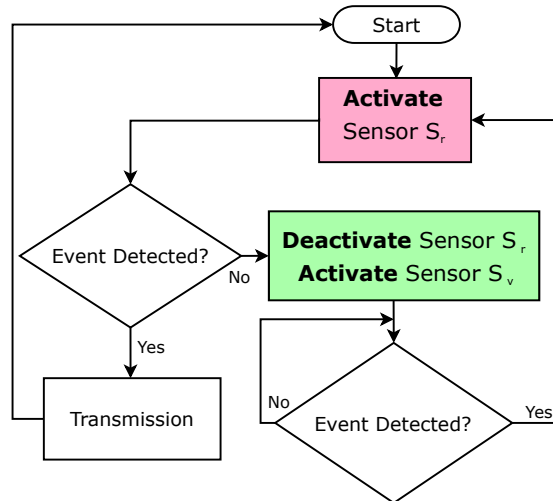 Start
Activate
Sensor Sᵣ
Event Detected?
No
Deactivate Sensor Sᵣ
Activate Sensor Sᵥ
Yes
Transmission
No
Event Detected?
Yes